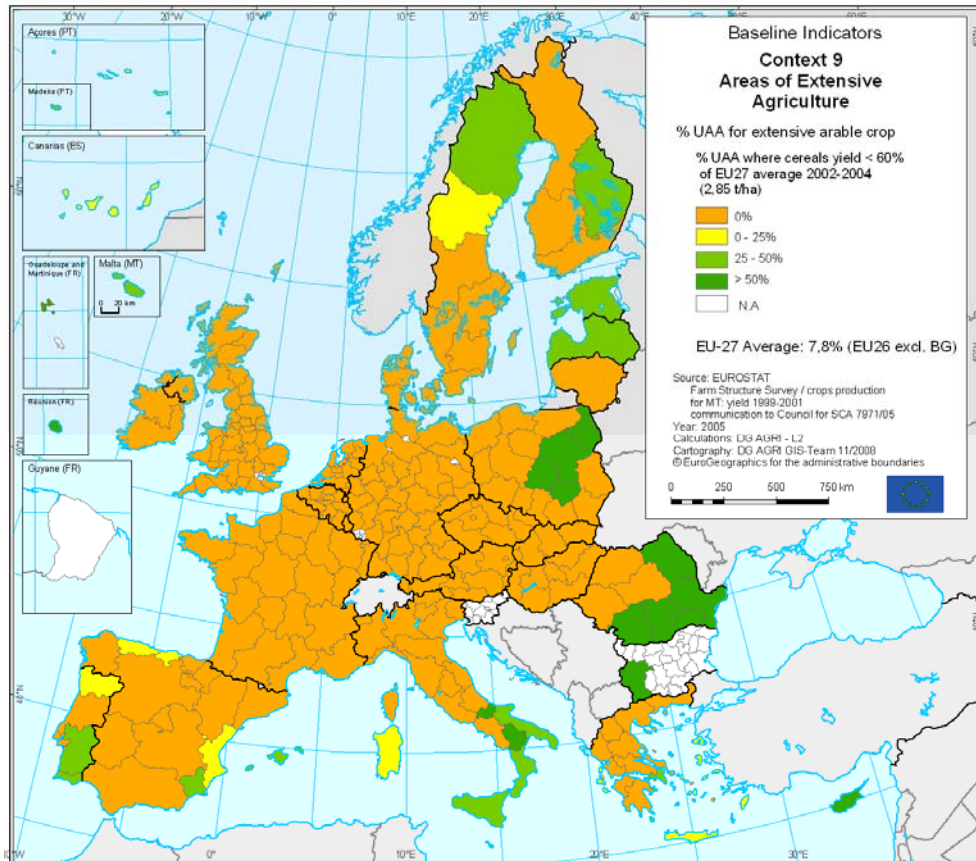 30°W
20°W
10°W
0°
10°E
20°E
30°E
40°E
50°E
60°E
Açores (PT)
Madeira (PT)
Canarias (ES)
Guadeloupe and
Martinique (FR)
Malta (MT)
0 20 km
Réunion (FR)
Guyane (FR)
Baseline Indicators
Context 9
Areas of Extensive
Agriculture
% UAA for extensive arable crop
% UAA where cereals yield < 60%
of EU27 average 2002-2004
(2,85 t/ha)
0%
0 - 25%
25 - 50%
> 50%
N.A
EU-27 Average: 7,8% (EU26 excl. BG)
Source: EUROSTAT
Farm Structure Survey / crops production
for MT: yield 1999-2001
communication to Council for SCA 7971/05
Year: 2005
Calculations: DG AGRI - L2
Cartography: DG AGRI GIS-Team 11/2008
© EuroGeographics for the administrative boundaries
0 250 500 750 km
40°N
10°W
0°
10°E
20°E
30°E